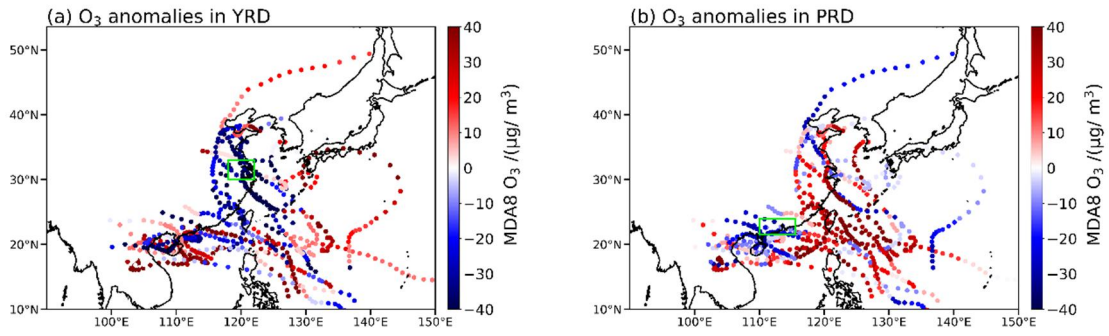 (a) O₃ anomalies in YRD
50°N
40°N
30°N
20°N
10°N
100°E 110°E 120°E 130°E 140°E 150°E
40
30
20
10
0
−10
−20
−30
−40
MDA8 O₃ /(μg/ m³)
(b) O₃ anomalies in PRD
50°N
40°N
30°N
20°N
10°N
100°E 110°E 120°E 130°E 140°E 150°E
40
30
20
10
0
−10
−20
−30
−40
MDA8 O₃ /(μg/ m³)